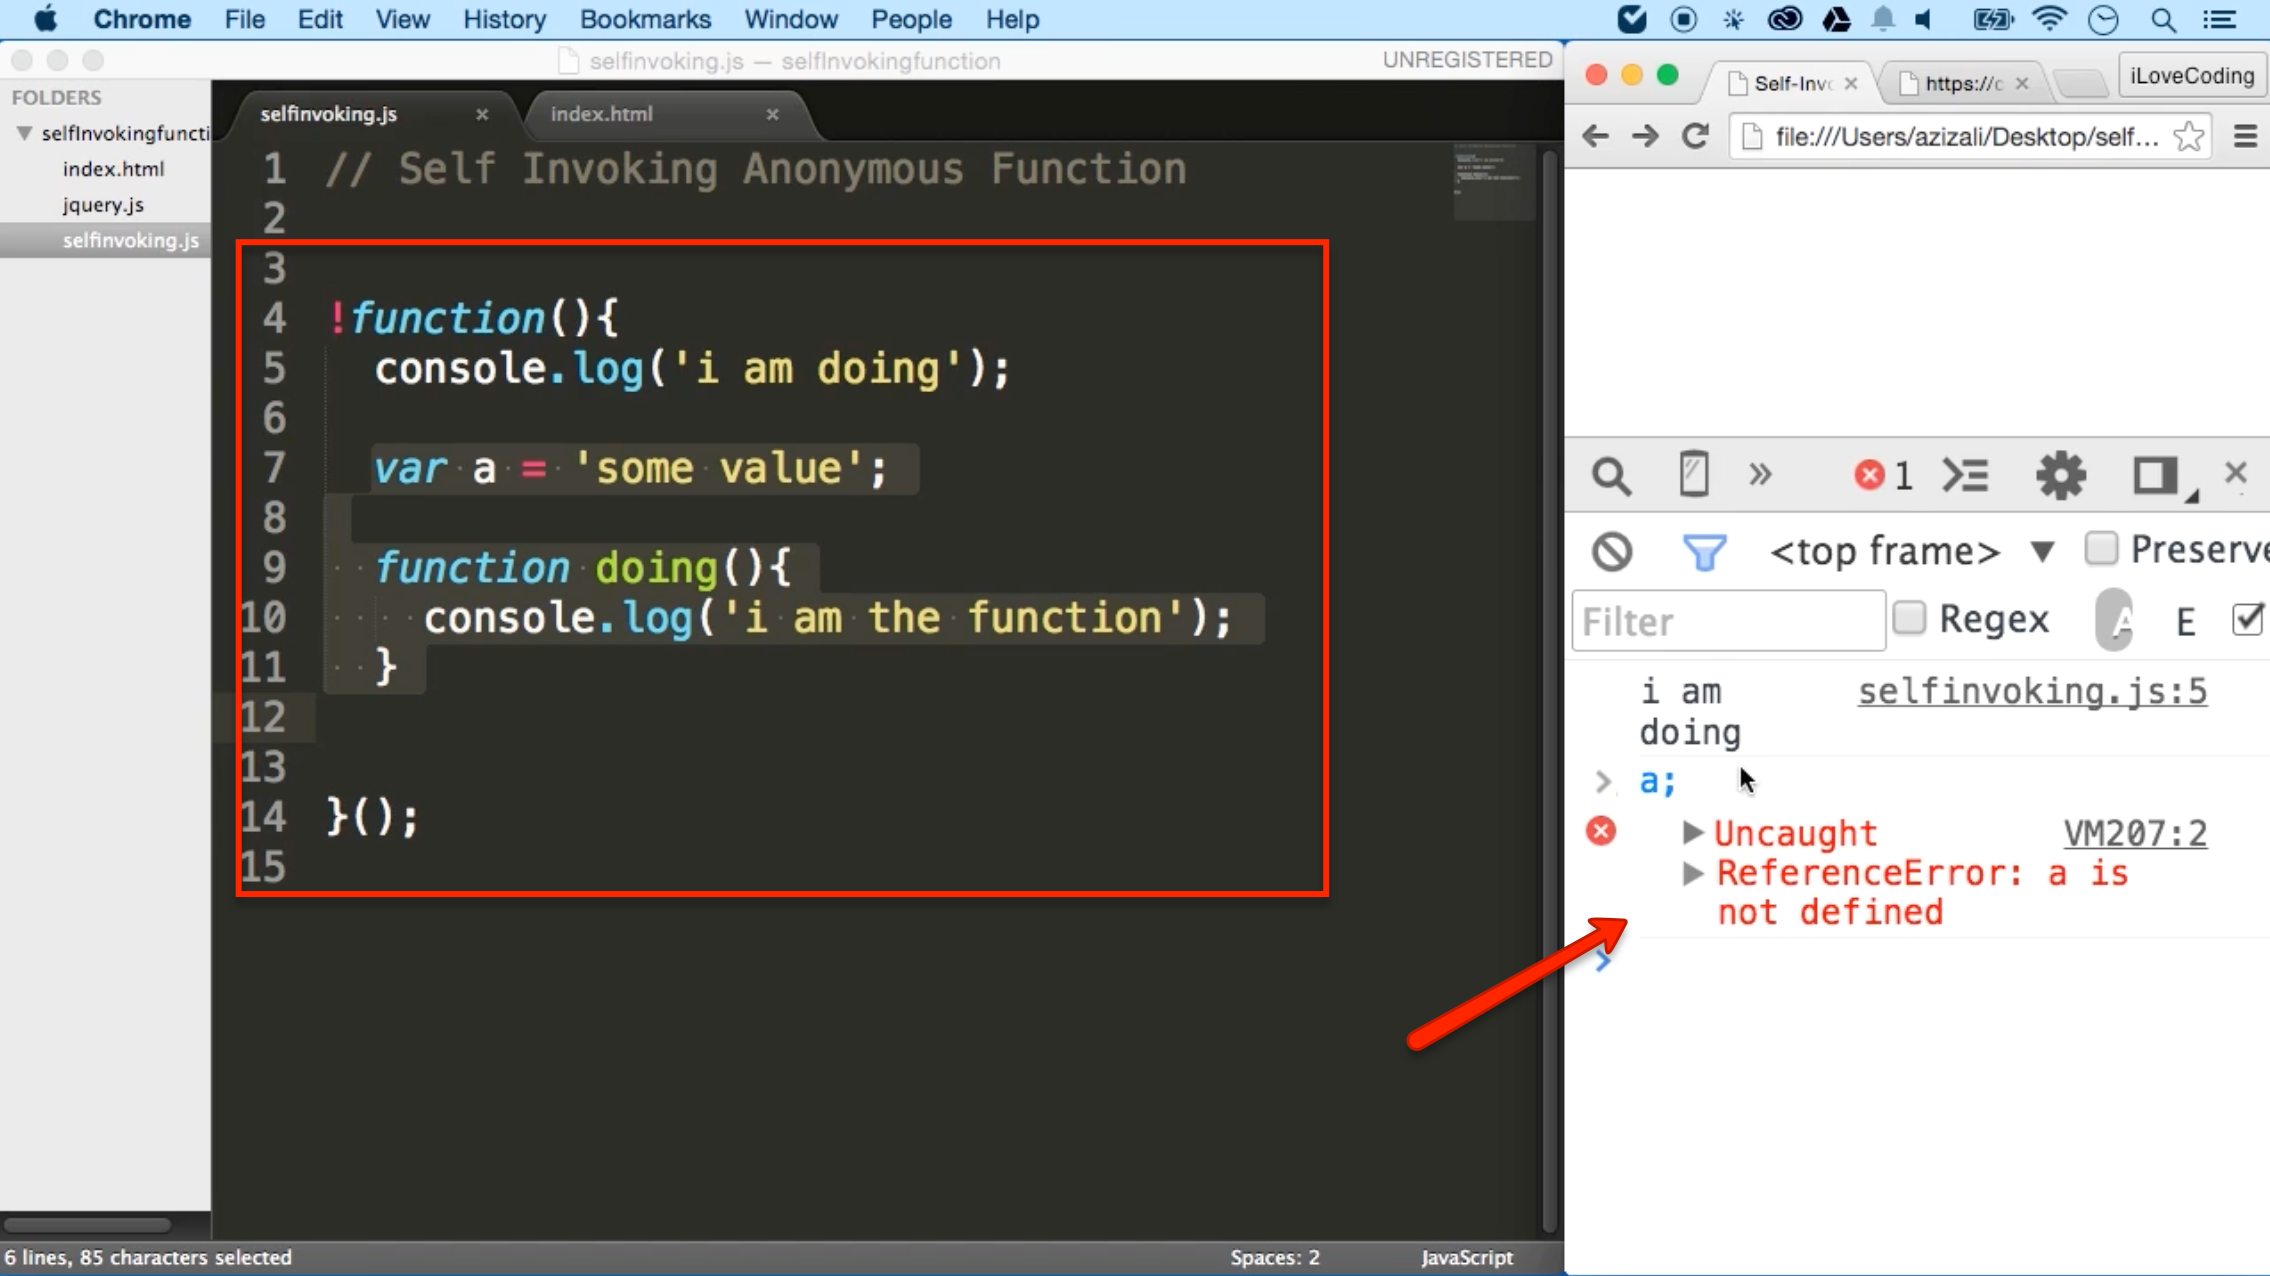 Chrome File Edit View History Bookmarks Window People Help
selfinvoking.js — selfInvokingfunction
UNREGISTERED
FOLDERS
selfInvokingfuncti
index.html
jquery.js
selfinvoking.js
selfinvoking.js × index.html ×
1 // Self Invoking Anonymous Function
2
3
4 !function(){
5 console.log('i am doing');
6
7 var a = 'some value';
8
9 function doing(){
10 console.log('i am the function');
11 }
12
13
14 }();
15
6 lines, 85 characters selected
Spaces: 2 JavaScript
Self-Inv × https://c × iLoveCoding
file:///Users/azizali/Desktop/self...
1
<top frame> ▼ Preserve
Filter Regex A E
i am selfinvoking.js:5
doing
> a;
Uncaught VM207:2
ReferenceError: a is
not defined
>